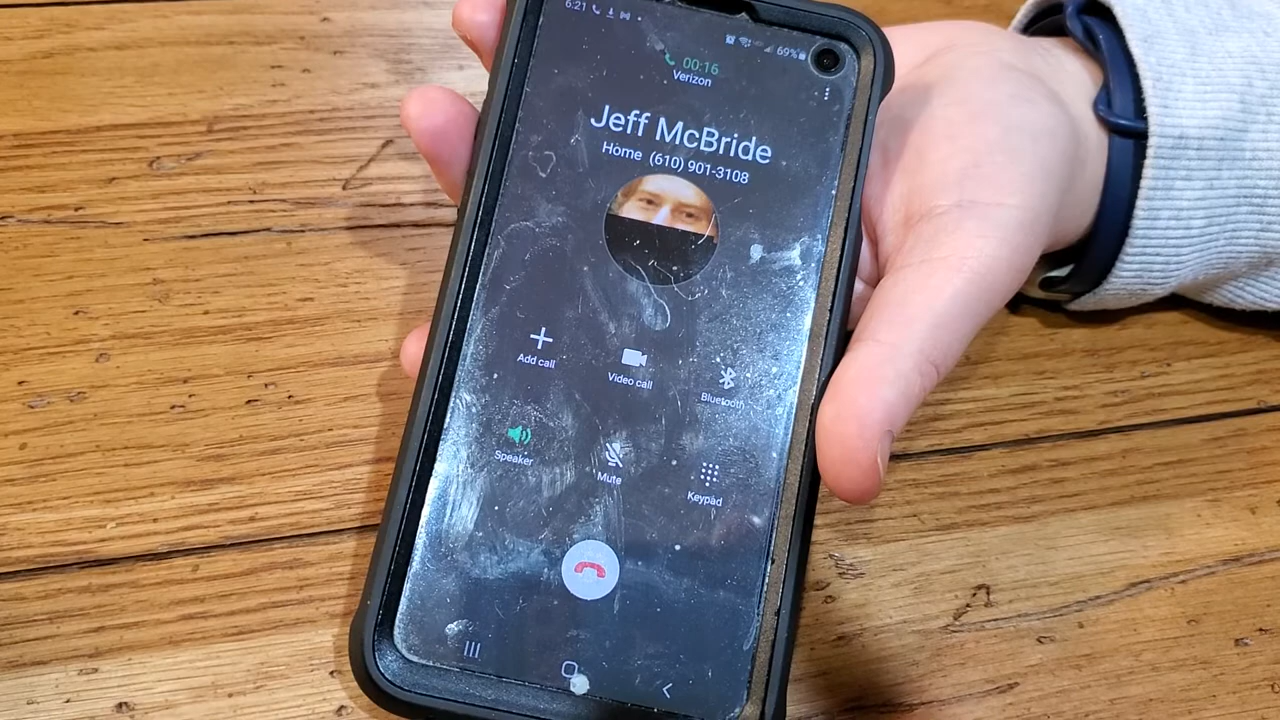 6:21
69%
00:16
Verizon
Jeff McBride
Home (610) 901-3108
Add call
Video call
Bluetooth
Speaker
Mute
Keypad